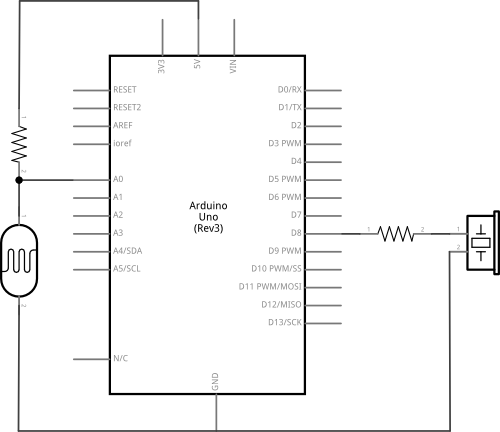 3V3
5V
VIN
RESET
RESET2
AREF
ioref
A0
A1
A2
A3
A4/SDA
A5/SCL
N/C
Arduino
Uno
(Rev3)
D0/RX
D1/TX
D2
D3 PWM
D4
D5 PWM
D6 PWM
D7
D8
D9 PWM
D10 PWM/SS
D11 PWM/MOSI
D12/MISO
D13/SCK
GND
1
2
1
2
1
2
1
2